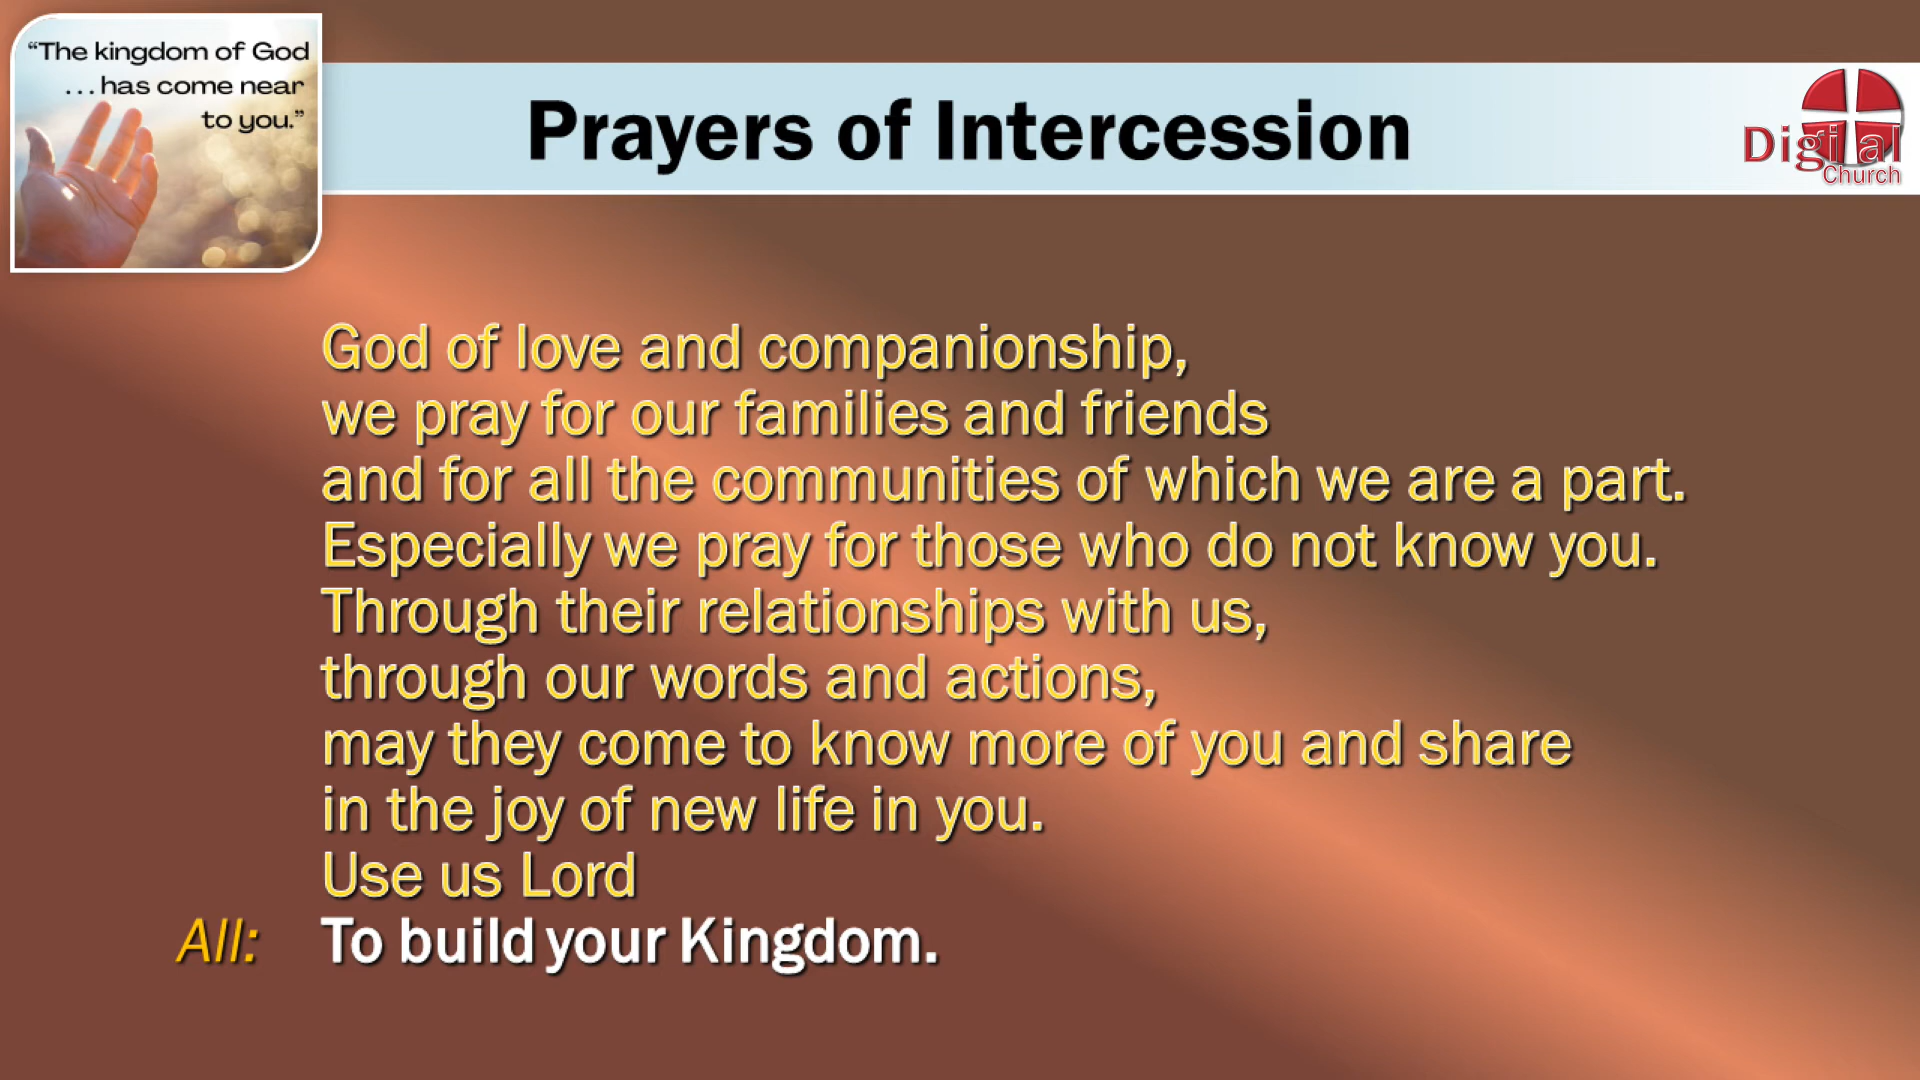 “The kingdom of God
...has come near
to you.”
Prayers of Intercession
Digital
Church
God of love and companionship,
we pray for our families and friends
and for all the communities of which we are a part.
Especially we pray for those who do not know you.
Through their relationships with us,
through our words and actions,
may they come to know more of you and share
in the joy of new life in you.
Use us Lord
All: To build your Kingdom.